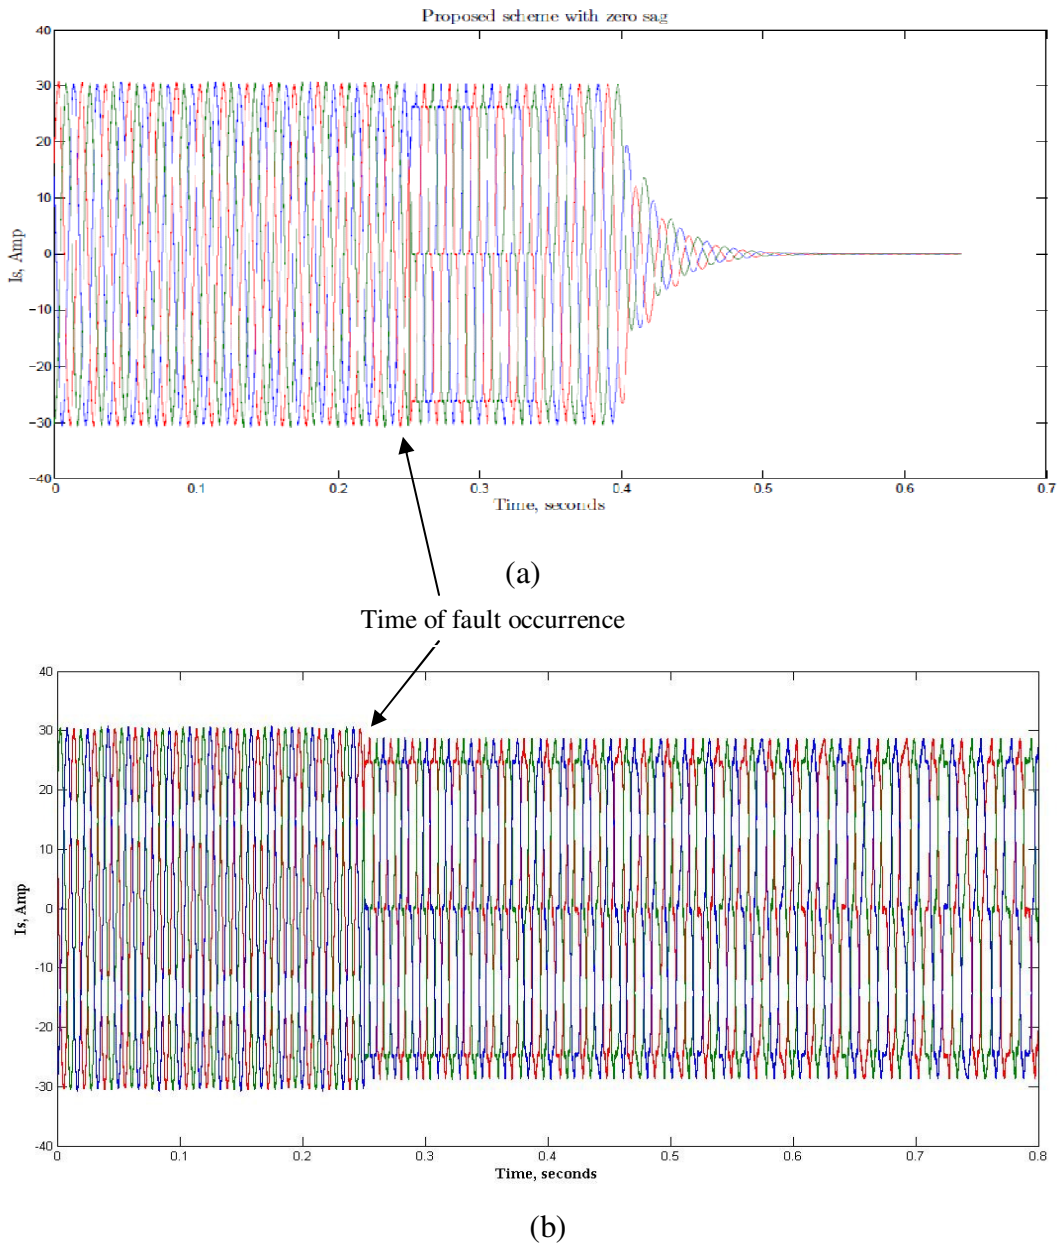 Proposed scheme with zero sag
40
30
20
10
0
−10
−20
−30
−40
Is, Amp
0 0.1 0.2 0.3 0.4 0.5 0.6 0.7
Time, seconds
(a)
Time of fault occurrence
40
30
20
10
0
-10
-20
-30
-40
Is, Amp
0 0.1 0.2 0.3 0.4 0.5 0.6 0.7 0.8
Time, seconds
(b)